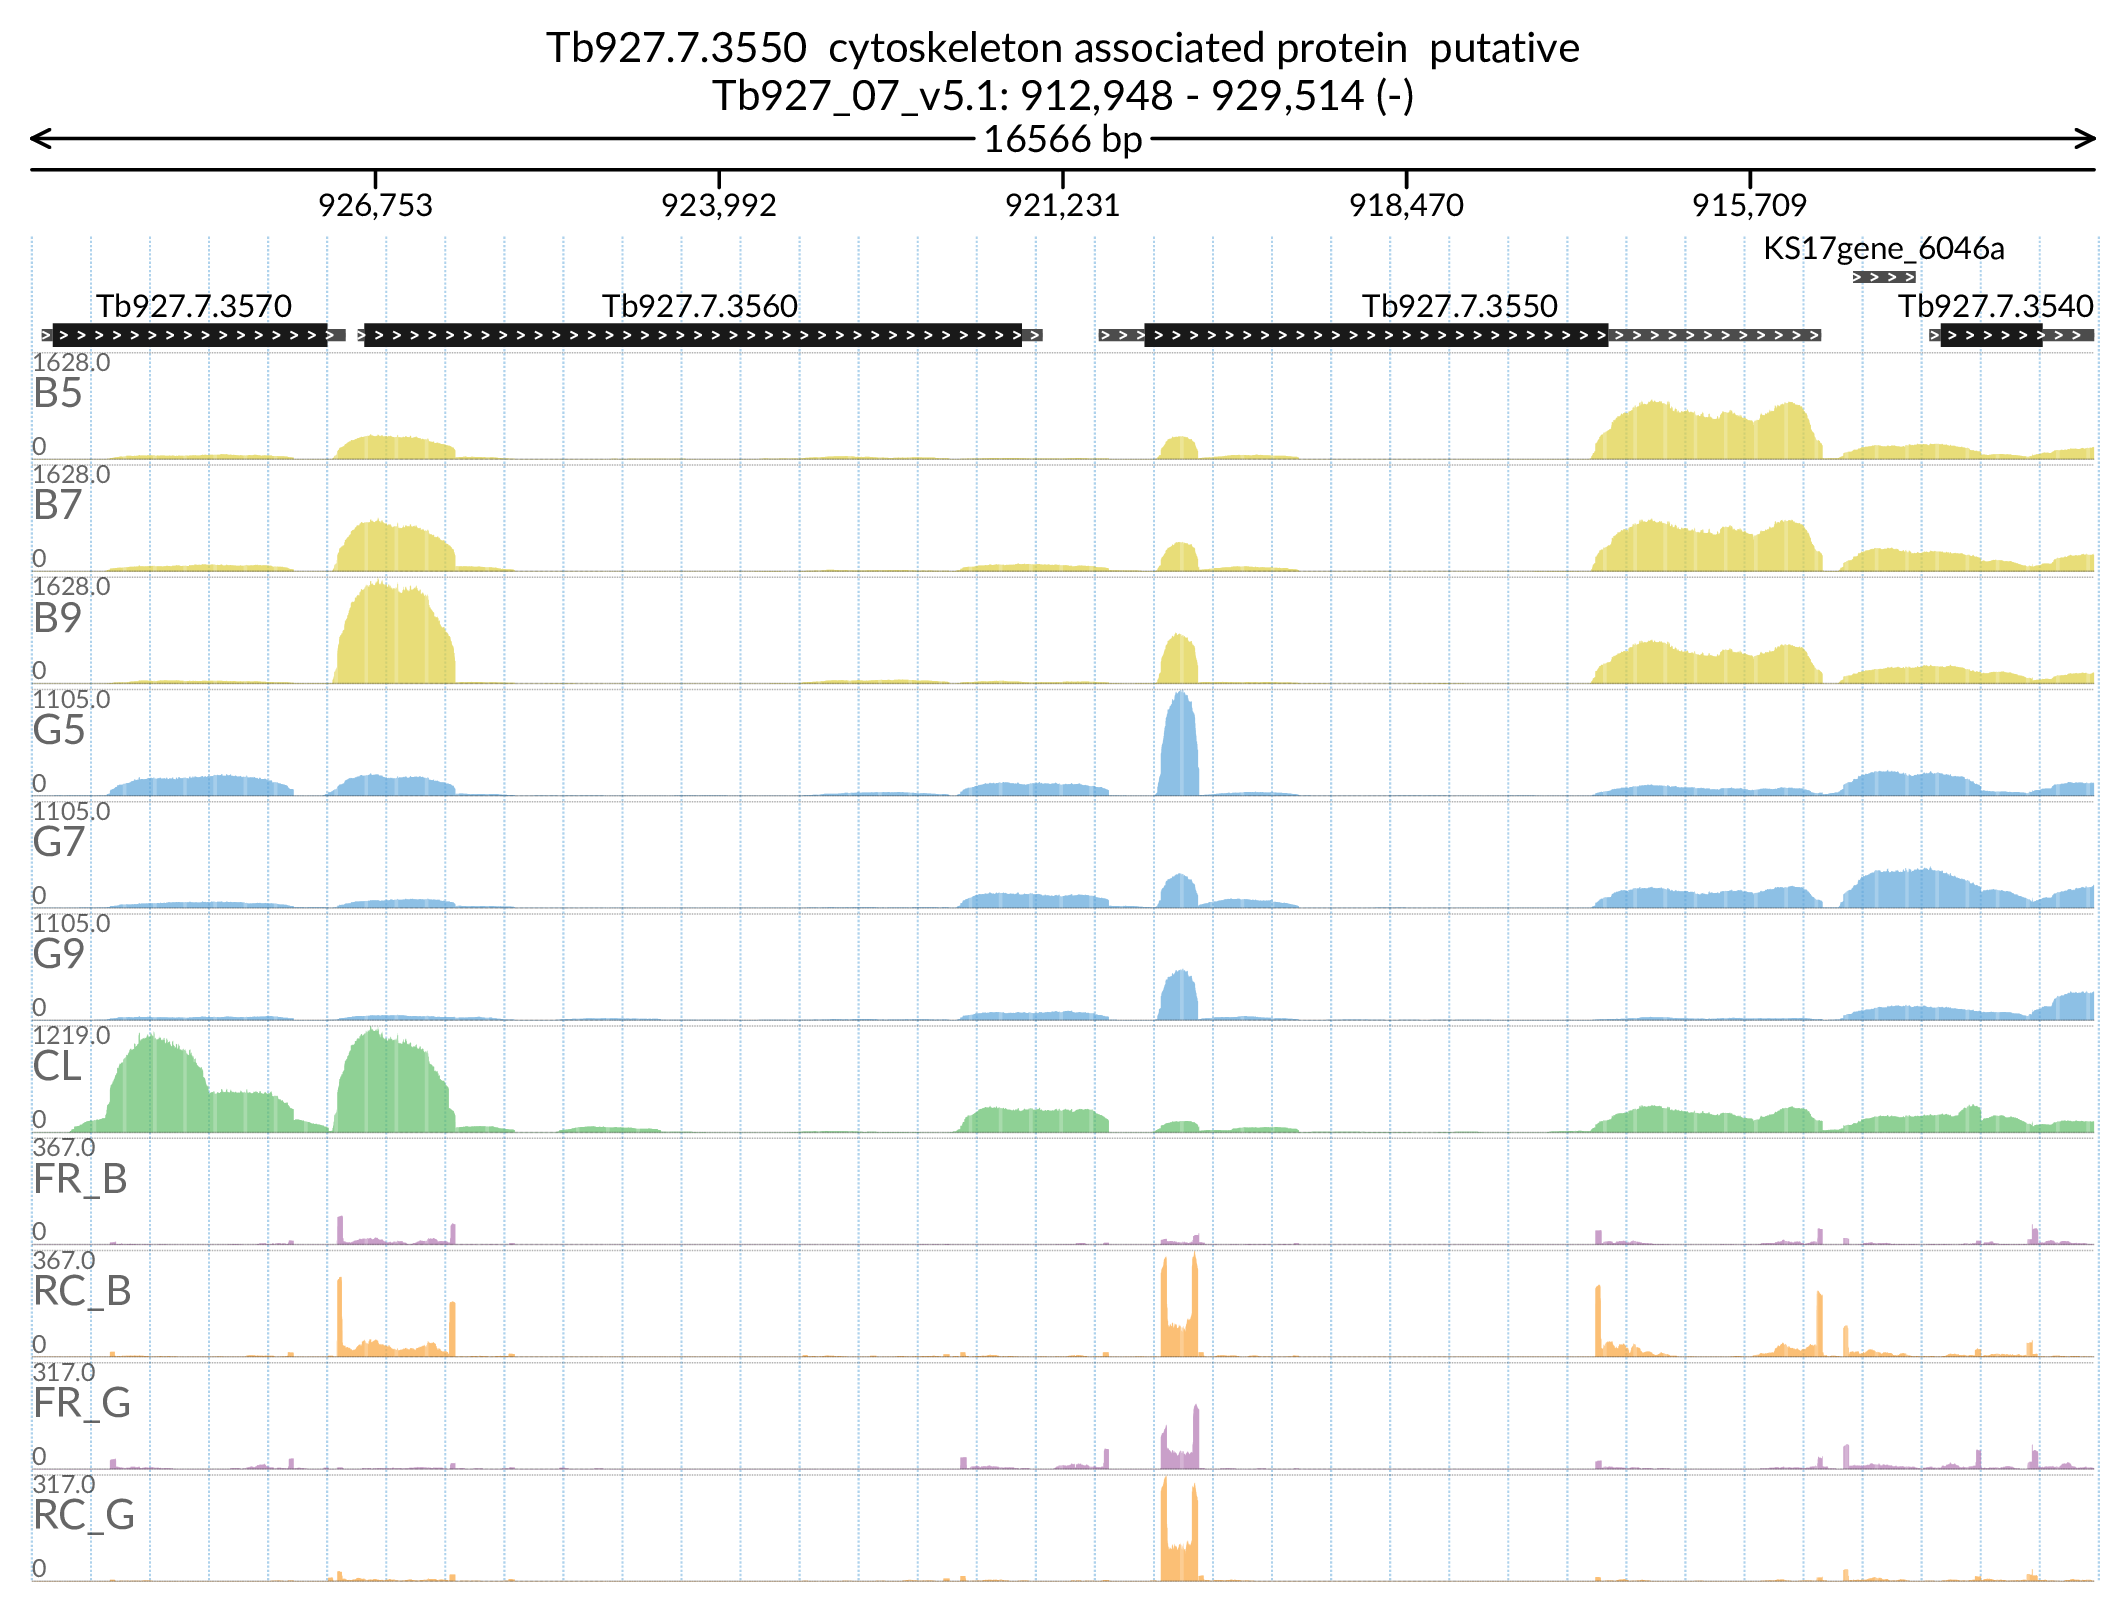 Tb927.7.3550  cytoskeleton associated protein  putative
Tb927_07_v5.1: 912,948 - 929,514 (-)
16566 bp
926,753 923,992 921,231 918,470 915,709
KS17gene_6046a
Tb927.7.3570 Tb927.7.3560 Tb927.7.3550 Tb927.7.3540
1628.0
B5
0
1628.0
B7
0
1628.0
B9
0
1105.0
G5
0
1105.0
G7
0
1105.0
G9
0
1219.0
CL
0
367.0
FR_B
0
367.0
RC_B
0
317.0
FR_G
0
317.0
RC_G
0